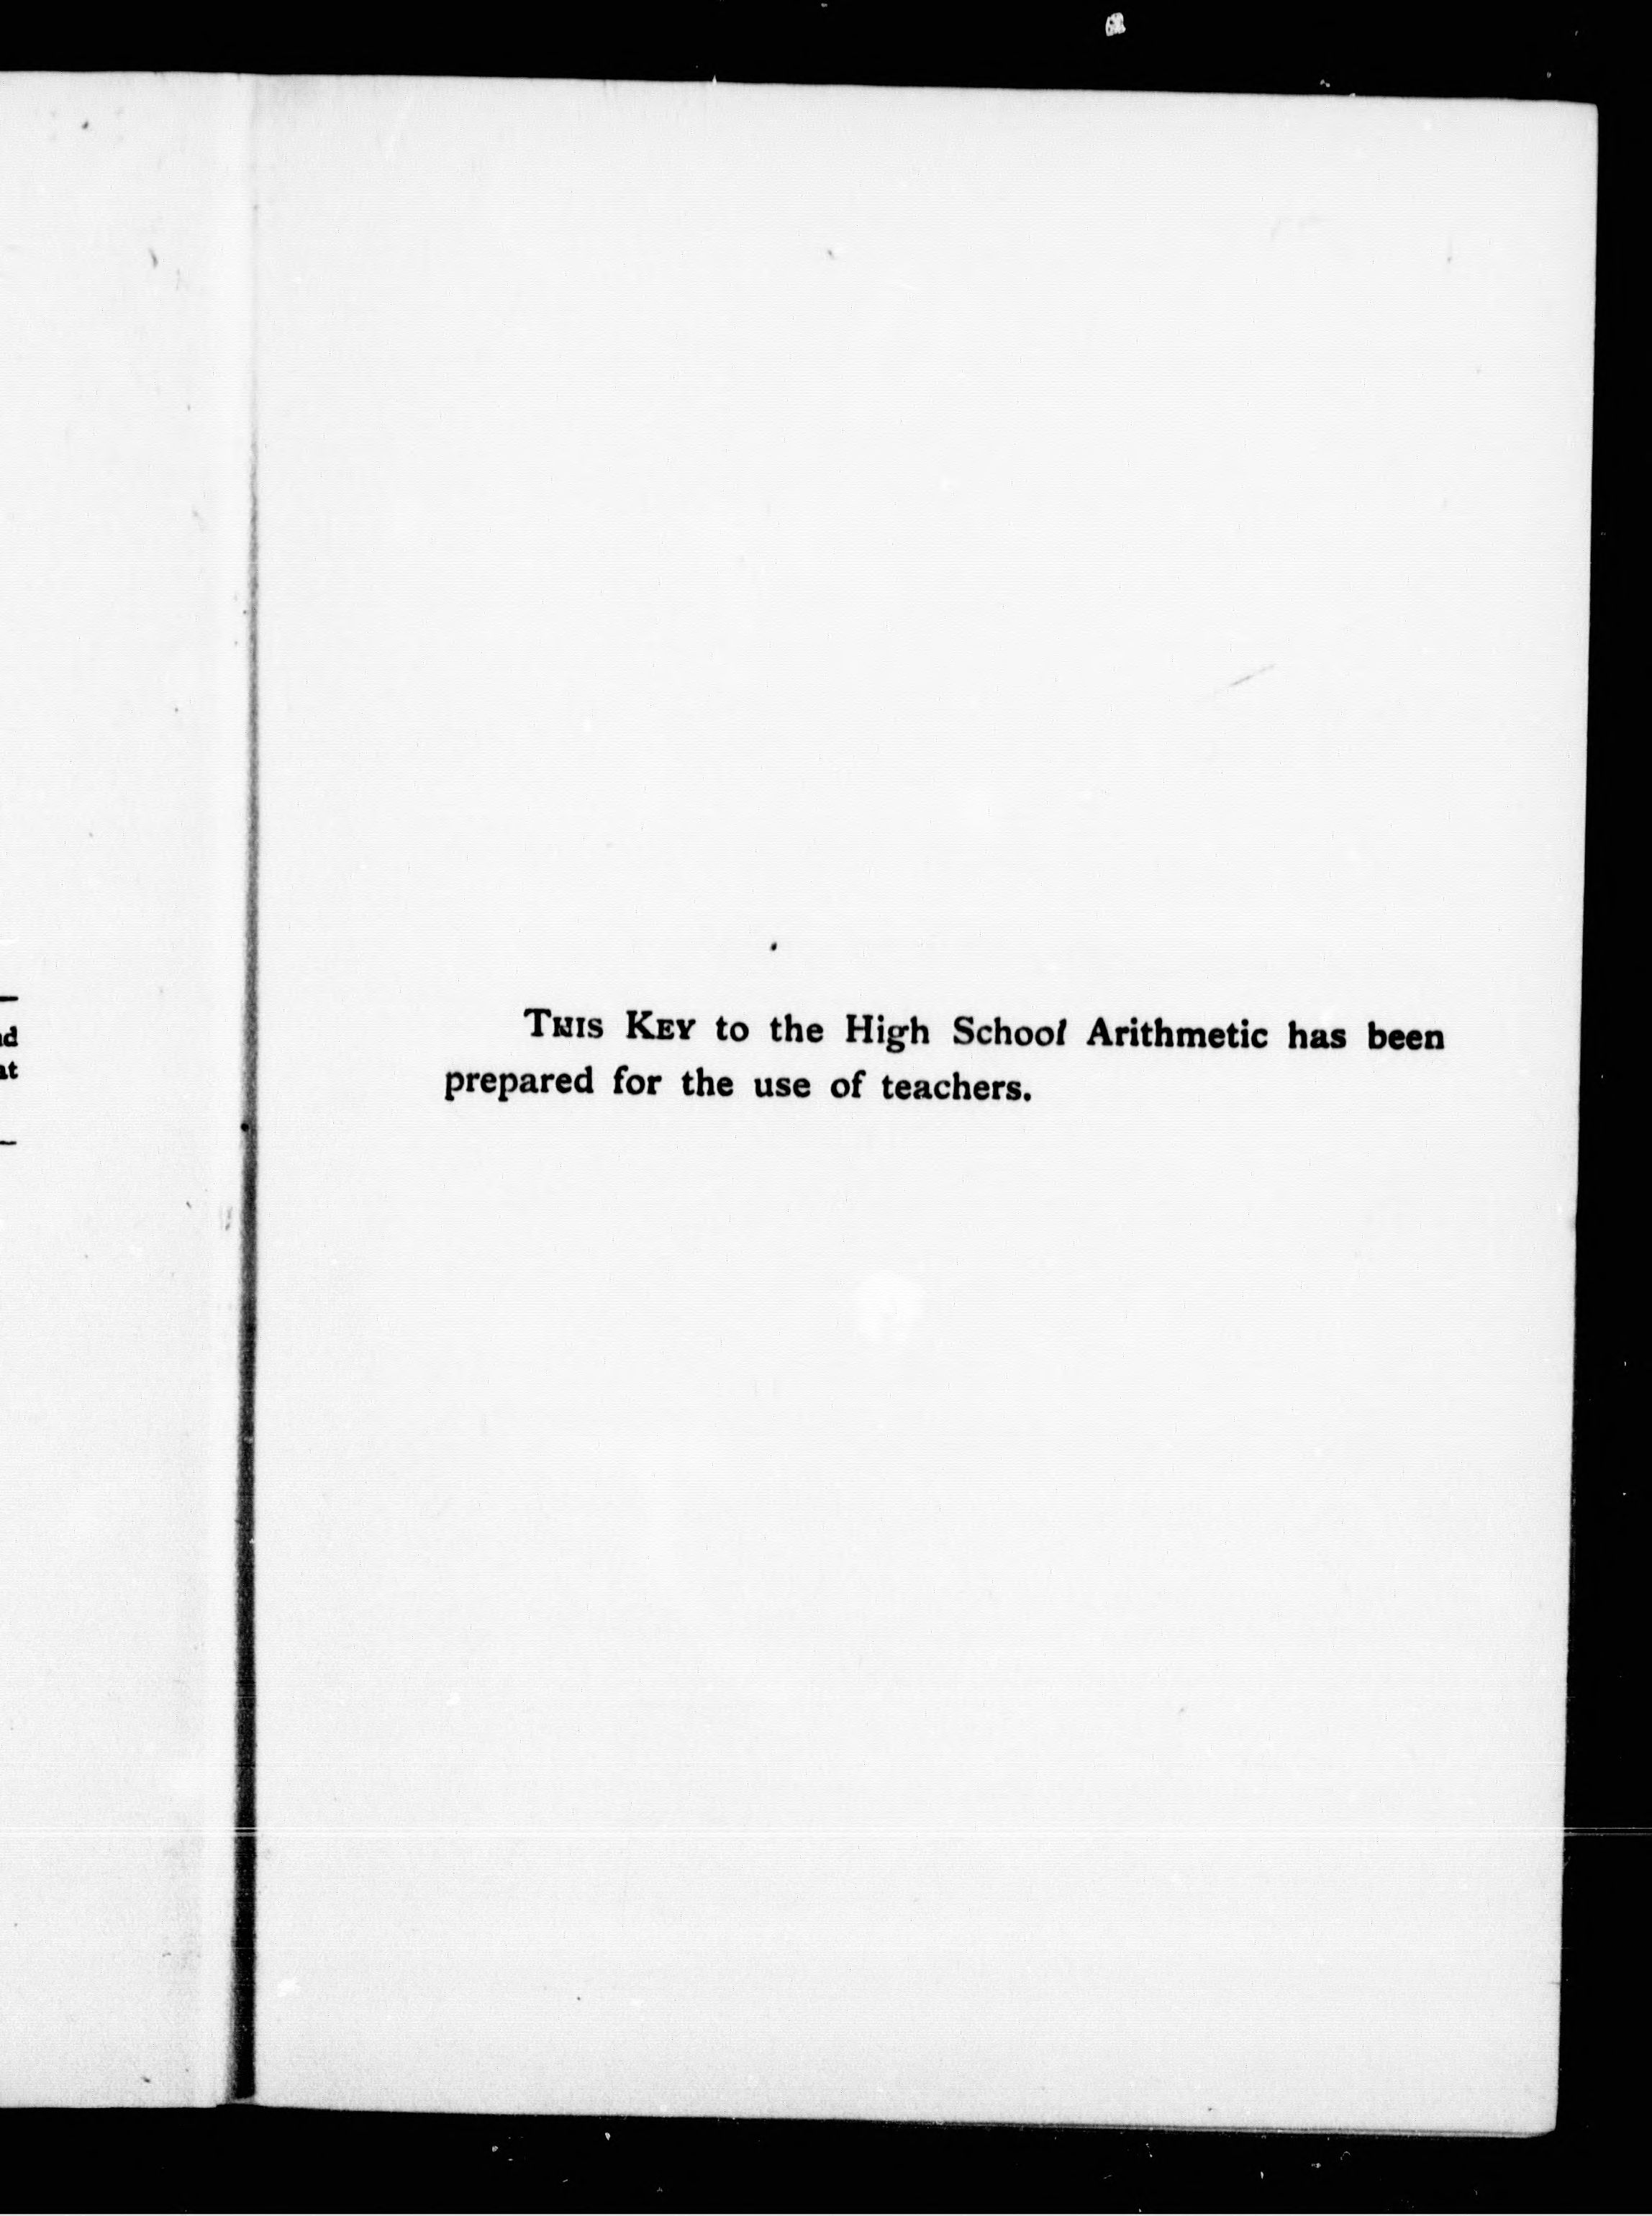 THIS KEY to the High School Arithmetic has been
prepared for the use of teachers.